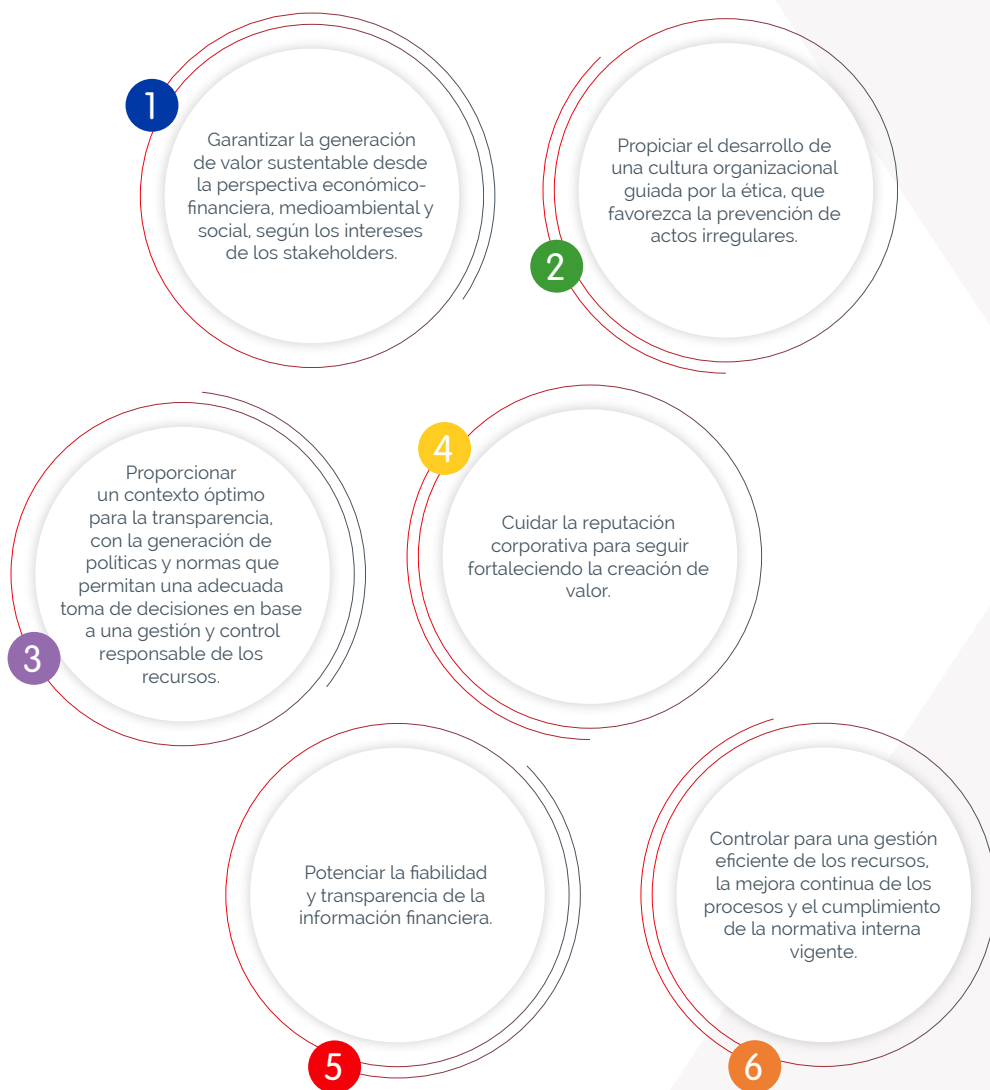 1
Garantizar la generación
de valor sustentable desde
la perspectiva económico-
financiera, medioambiental y
social, según los intereses
de los stakeholders.
2
Propiciar el desarrollo de
una cultura organizacional
guiada por la ética, que
favorezca la prevención de
actos irregulares.
3
Proporcionar
un contexto óptimo
para la transparencia,
con la generación de
políticas y normas que
permitan una adecuada
toma de decisiones en base
a una gestión y control
responsable de los
recursos.
4
Cuidar la reputación
corporativa para seguir
fortaleciendo la creación de
valor.
5
Potenciar la fiabilidad
y transparencia de la
información financiera.
6
Controlar para una gestión
eficiente de los recursos,
la mejora continua de los
procesos y el cumplimiento
de la normativa interna
vigente.